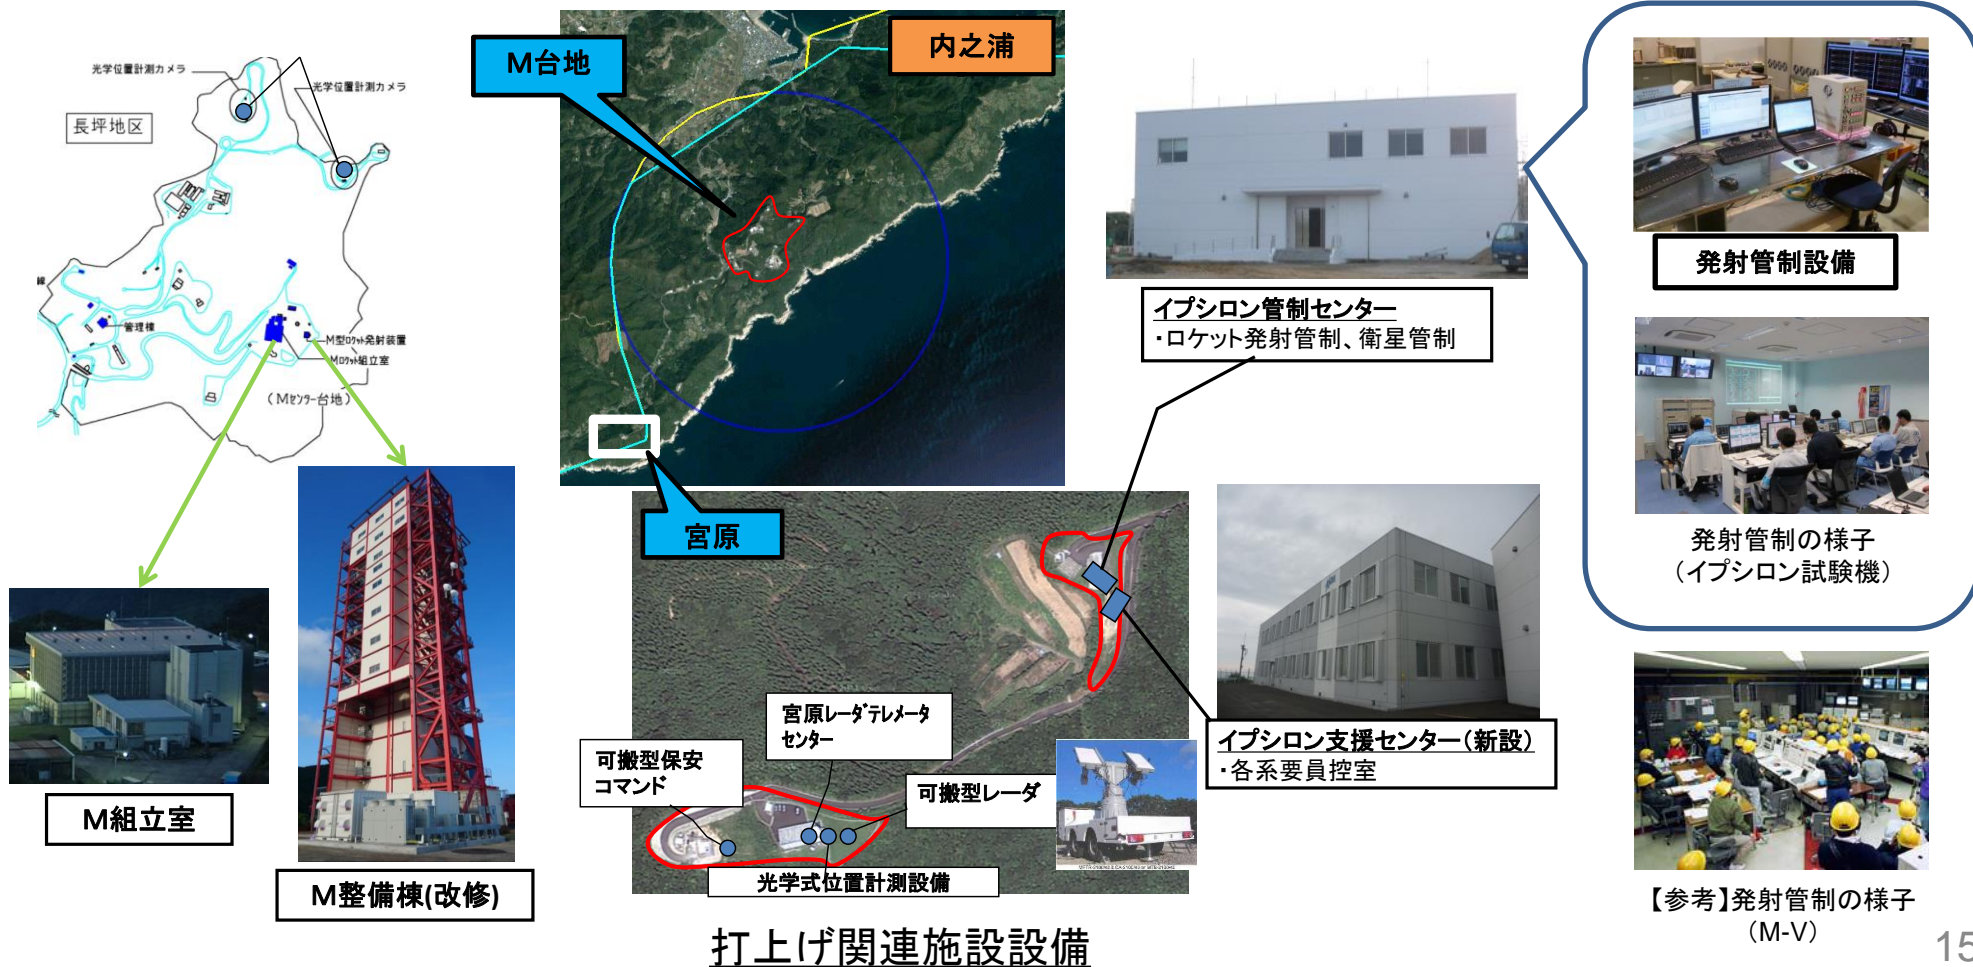 光学位置計測カメラ
光学位置計測カメラ
長坪地区
線
管理棟
M型ロケット発射装置
Mロケット組立室
(Mセンター台地)
M組立室
M整備棟(改修)
M台地
内之浦
宮原
宮原レーダテレメータ
センター
可搬型保安
コマンド
可搬型レーダ
光学式位置計測設備
イプシロン管制センター
・ロケット発射管制、衛星管制
イプシロン支援センター(新設)
・各系要員控室
発射管制設備
発射管制の様子
(イプシロン試験機)
【参考】発射管制の様子
(M-V)
打上げ関連施設設備
15